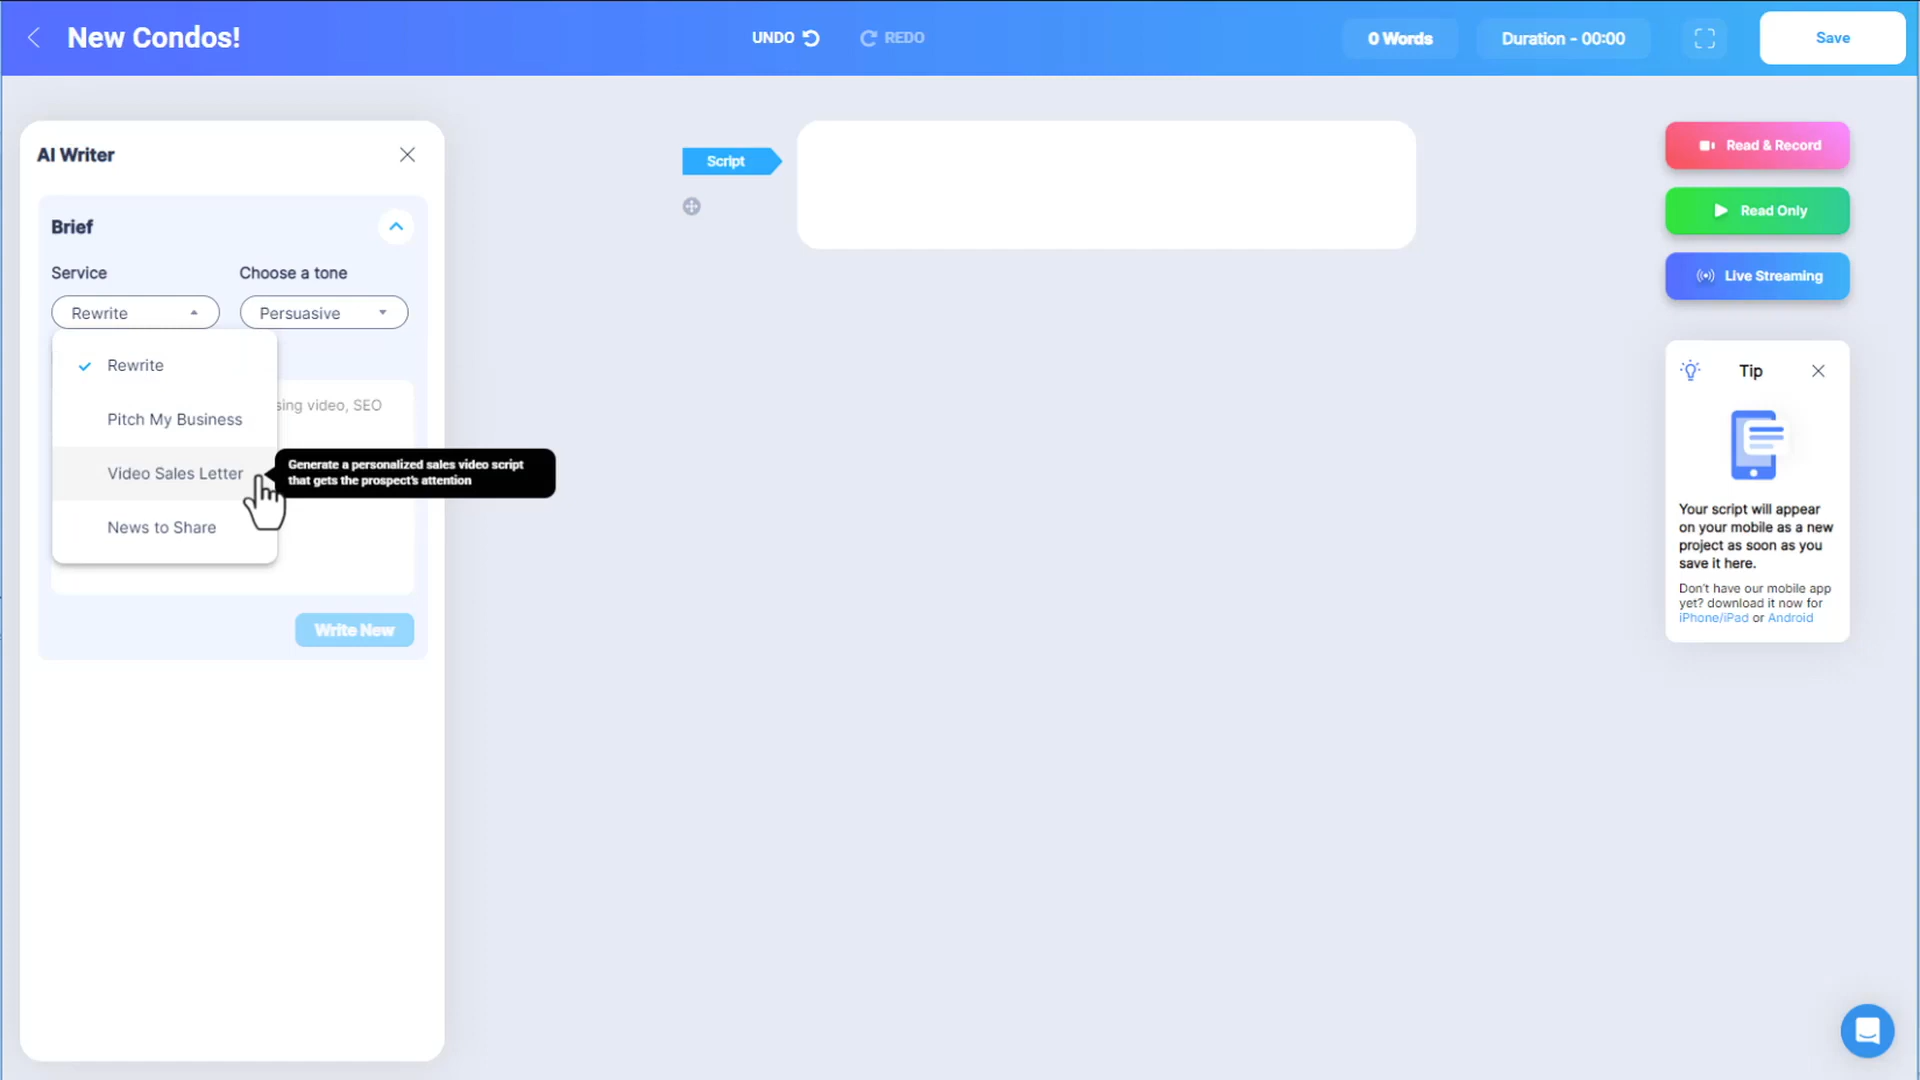 New Condos!
UNDO
REDO
0 Words
Duration - 00:00
Save
AI Writer
Brief
Service
Choose a tone
Rewrite
Persuasive
Rewrite
Pitch My Business
Video Sales Letter
News to Share
sing video, SEO
Generate a personalized sales video script
that gets the prospect's attention
Write New
Script
Read & Record
Read Only
Live Streaming
Tip
Your script will appear
on your mobile as a new
project as soon as you
save it here.
Don't have our mobile app
yet? download it now for
iPhone/iPad or Android